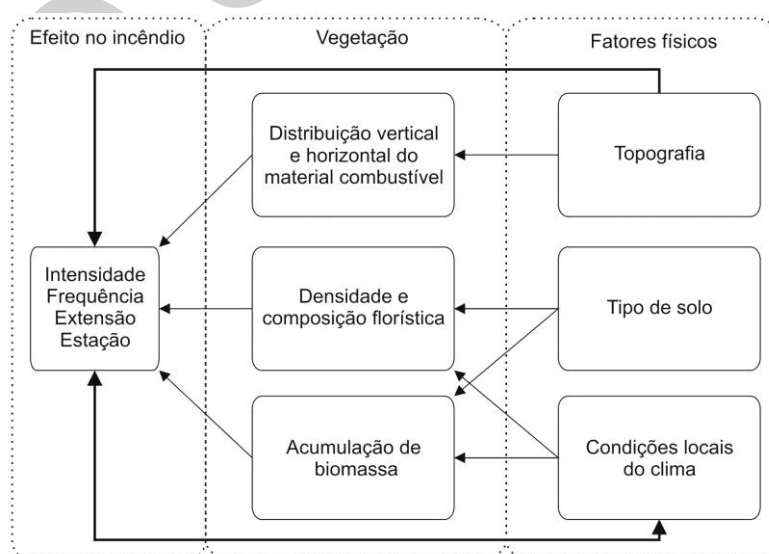 Efeito no incêndio
Vegetação
Fatores físicos
Distribuição vertical
e horizontal do
material combustível
Topografia
Intensidade
Frequência
Extensão
Estação
Densidade e
composição florística
Tipo de solo
Acumulação de
biomassa
Condições locais
do clima